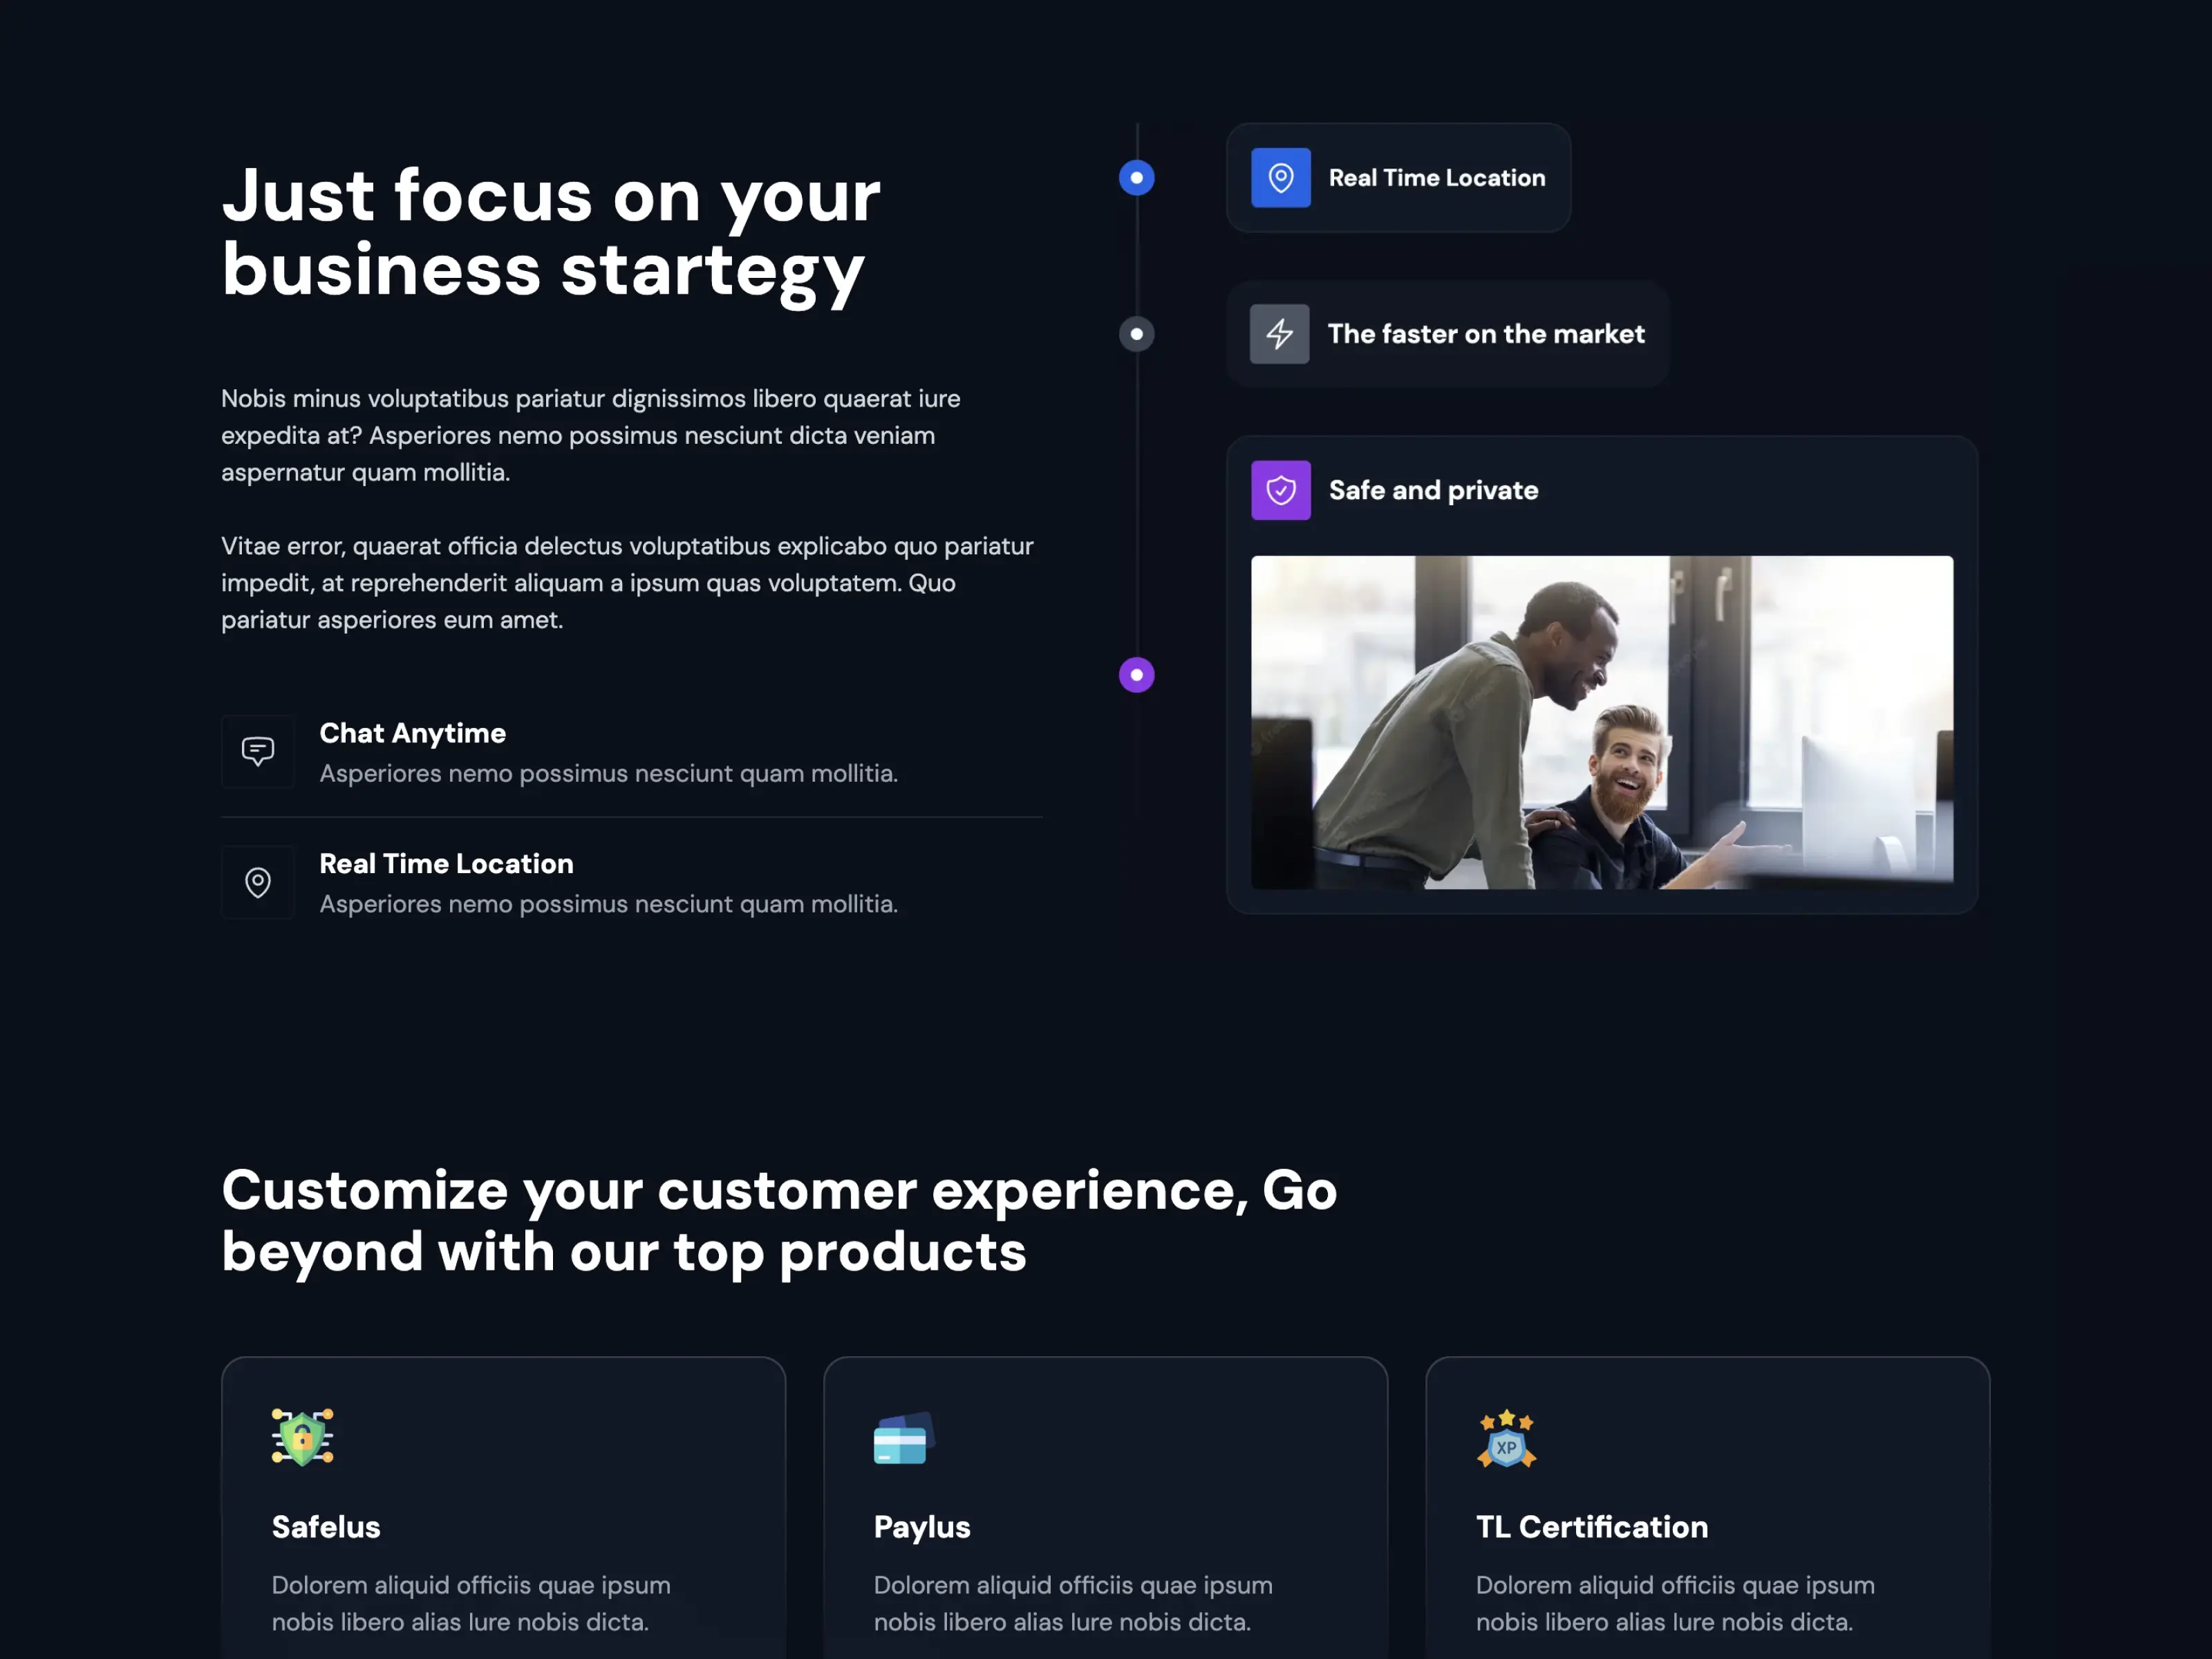 Just focus on your
business startegy
Nobis minus voluptatibus pariatur dignissimos libero quaerat iure
expedita at? Asperiores nemo possimus nesciunt dicta veniam
aspernatur quam mollitia.
Vitae error, quaerat officia delectus voluptatibus explicabo quo pariatur
impedit, at reprehenderit aliquam a ipsum quas voluptatem. Quo
pariatur asperiores eum amet.
Chat Anytime
Asperiores nemo possimus nesciunt quam mollitia.
Real Time Location
Asperiores nemo possimus nesciunt quam mollitia.
Real Time Location
The faster on the market
Safe and private
Customize your customer experience, Go
beyond with our top products
Safelus
Dolorem aliquid officiis quae ipsum
nobis libero alias Iure nobis dicta.
Paylus
Dolorem aliquid officiis quae ipsum
nobis libero alias Iure nobis dicta.
XP
TL Certification
Dolorem aliquid officiis quae ipsum
nobis libero alias Iure nobis dicta.